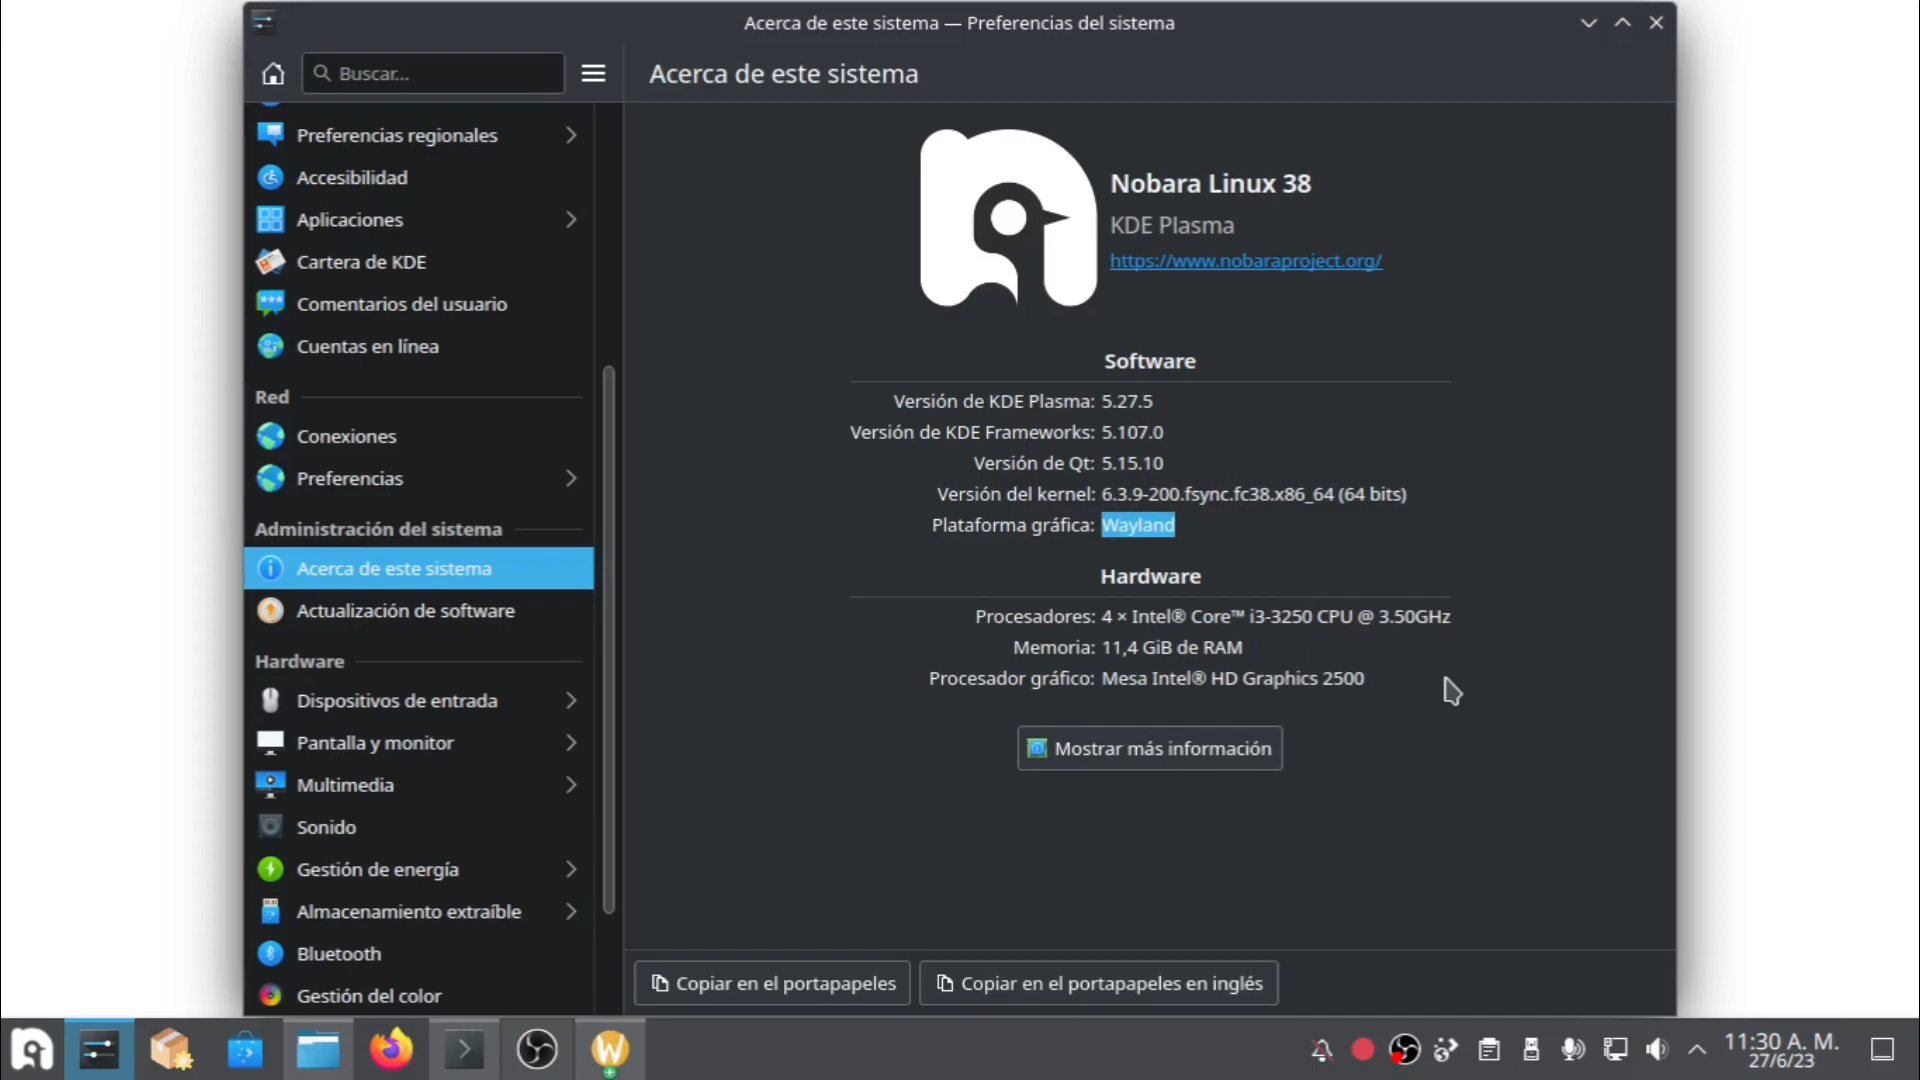 Acerca de este sistema — Preferencias del sistema
Buscar...
Acerca de este sistema
Preferencias regionales
Accesibilidad
Aplicaciones
Cartera de KDE
Comentarios del usuario
Cuentas en línea
Red
Conexiones
Preferencias
Administración del sistema
Acerca de este sistema
Actualización de software
Hardware
Dispositivos de entrada
Pantalla y monitor
Multimedia
Sonido
Gestión de energía
Almacenamiento extraíble
Bluetooth
Gestión del color
Nobara Linux 38
KDE Plasma
https://www.nobaraproject.org/
Software
Versión de KDE Plasma: 5.27.5
Versión de KDE Frameworks: 5.107.0
Versión de Qt: 5.15.10
Versión del kernel: 6.3.9-200.fsync.fc38.x86_64 (64 bits)
Plataforma gráfica: Wayland
Hardware
Procesadores: 4 × Intel® Core™ i3-3250 CPU @ 3.50GHz
Memoria: 11,4 GiB de RAM
Procesador gráfico: Mesa Intel® HD Graphics 2500
Mostrar más información
Copiar en el portapapeles
Copiar en el portapapeles en inglés
11:30 A. M.
27/6/23